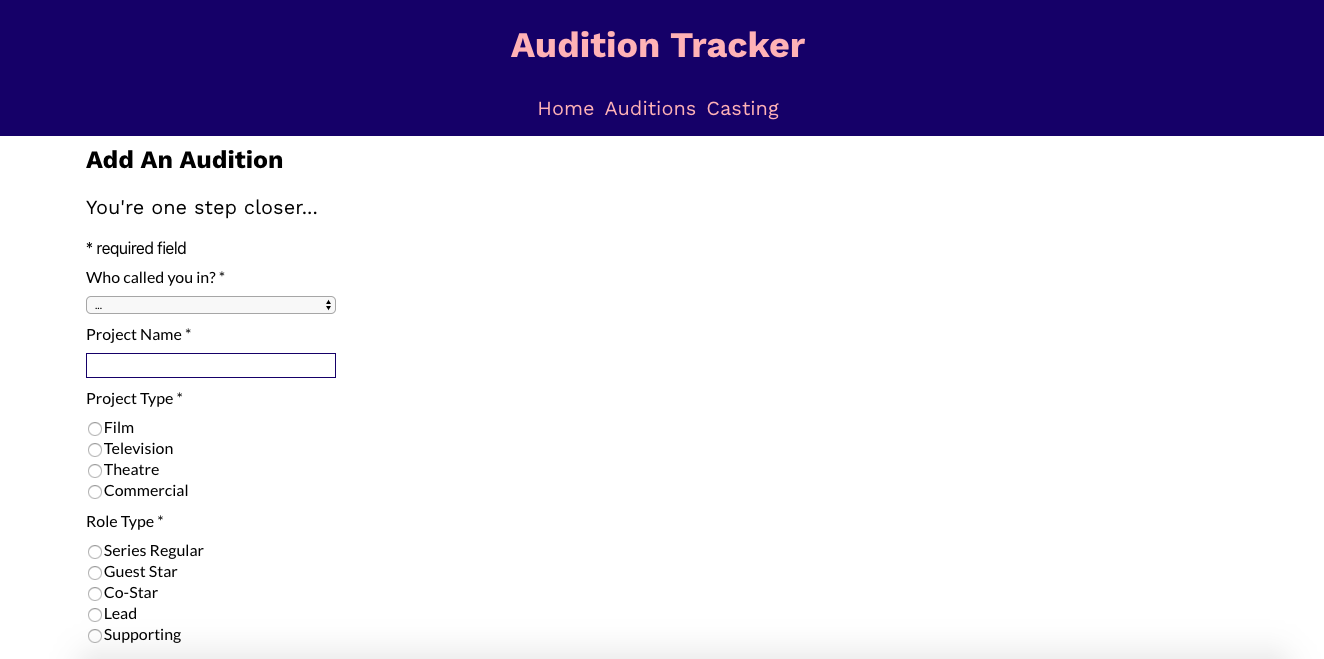 Audition Tracker
Home Auditions Casting
Add An Audition
You're one step closer...
* required field
Who called you in? *
...
Project Name *
Project Type *
Film
Television
Theatre
Commercial
Role Type *
Series Regular
Guest Star
Co-Star
Lead
Supporting